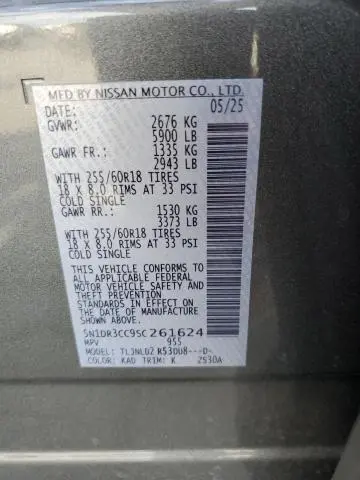 MFD BY NISSAN MOTOR CO., LTD.
DATE: 05/25
GVWR: 2676 KG
5900 LB
GAWR FR: 1335 KG
2943 LB
WITH 255/60R18 TIRES
18 X 8.0 RIMS AT 33 PSI
COLD SINGLE
GAWR RR: 1530 KG
3373 LB
WITH 255/60R18 TIRES
18 X 8.0 RIMS AT 33 PSI
COLD SINGLE
THIS VEHICLE CONFORMS TO ALL
APPLICABLE FEDERAL
MOTOR VEHICLE SAFETY
AND THEFT PREVENTION
STANDARDS IN EFFECT ON
THE DATE OF MANUFACTURE
SHOWN ABOVE
5N1DR3CC9SC261624
MPV 955
MODEL: TLJNLDZ R53DU8---D-
COLOR: KAD TRIM: K 2530A